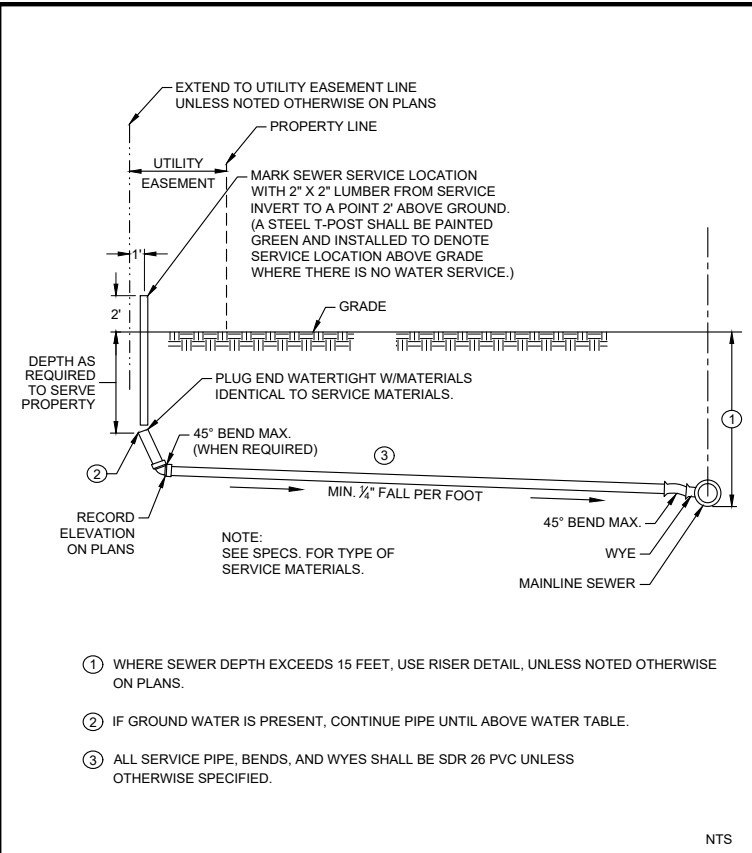 EXTEND TO UTILITY EASEMENT LINE
UNLESS NOTED OTHERWISE ON PLANS
PROPERTY LINE
UTILITY
EASEMENT
MARK SEWER SERVICE LOCATION
WITH 2" X 2" LUMBER FROM SERVICE
INVERT TO A POINT 2' ABOVE GROUND.
(A STEEL T-POST SHALL BE PAINTED
GREEN AND INSTALLED TO DENOTE
SERVICE LOCATION ABOVE GRADE
WHERE THERE IS NO WATER SERVICE.)
1'
2'
GRADE
DEPTH AS
REQUIRED
TO SERVE
PROPERTY
PLUG END WATERTIGHT W/MATERIALS
IDENTICAL TO SERVICE MATERIALS.
1
45° BEND MAX.
(WHEN REQUIRED)
2
3
MIN. ¼" FALL PER FOOT
RECORD
ELEVATION
ON PLANS
NOTE:
SEE SPECS. FOR TYPE OF
SERVICE MATERIALS.
45° BEND MAX.
WYE
MAINLINE SEWER
1 WHERE SEWER DEPTH EXCEEDS 15 FEET, USE RISER DETAIL, UNLESS NOTED OTHERWISE
ON PLANS.
2 IF GROUND WATER IS PRESENT, CONTINUE PIPE UNTIL ABOVE WATER TABLE.
3 ALL SERVICE PIPE, BENDS, AND WYES SHALL BE SDR 26 PVC UNLESS
OTHERWISE SPECIFIED.
NTS